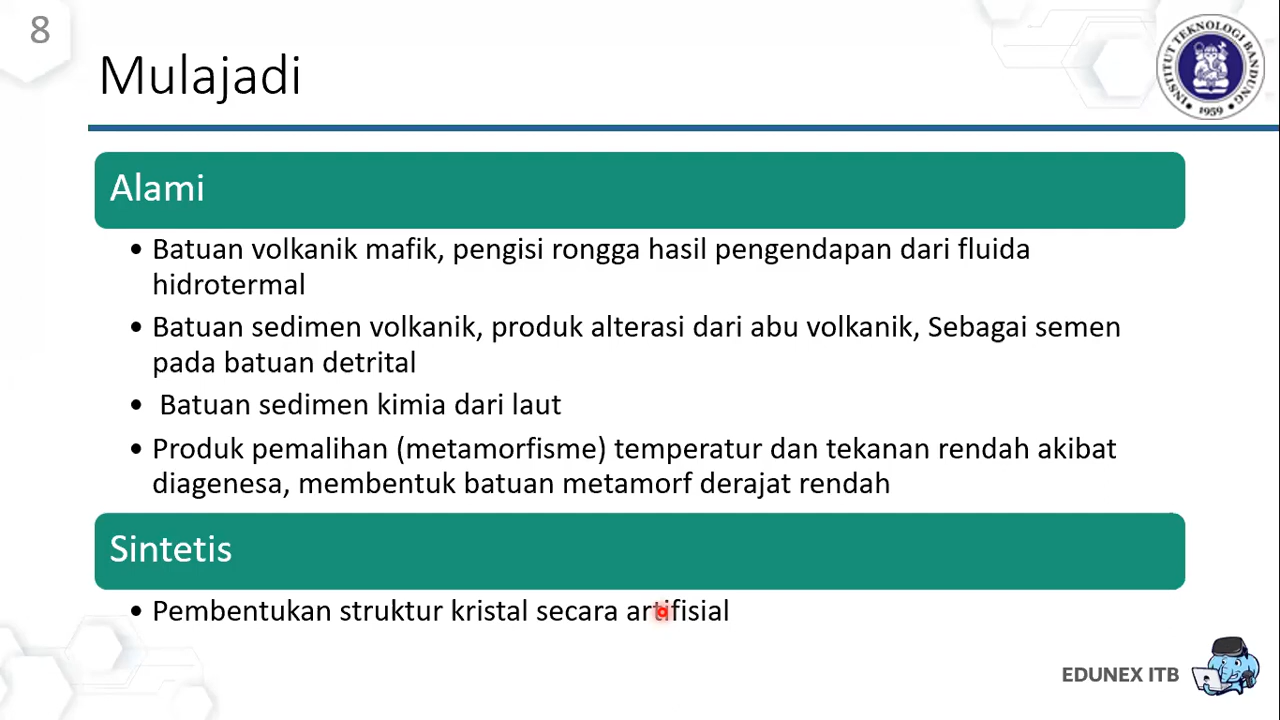 8
Mulajadi
INSTITUT TEKNOLOGI BANDUNG
1959
Alami
• Batuan volkanik mafik, pengisi rongga hasil pengendapan dari fluida
hidrotermal
• Batuan sedimen volkanik, produk alterasi dari abu volkanik, Sebagai semen
pada batuan detrital
• Batuan sedimen kimia dari laut
• Produk pemalihan (metamorfisme) temperatur dan tekanan rendah akibat
diagenesa, membentuk batuan metamorf derajat rendah
Sintetis
• Pembentukan struktur kristal secara artifisial
EDUNEX ITB